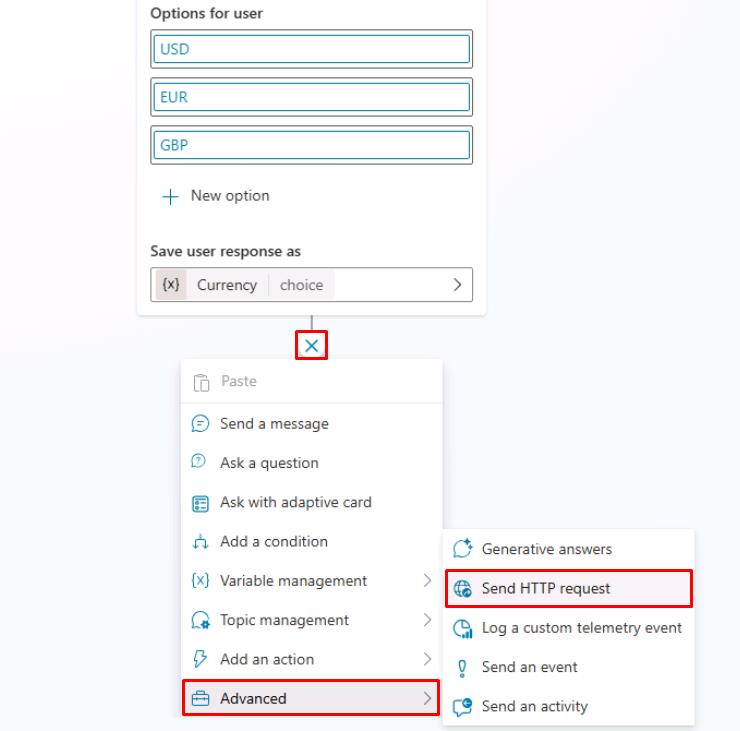 Options for user
USD
EUR
GBP
New option
Save user response as
{x} Currency choice
Paste
Send a message
Ask a question
Ask with adaptive card
Add a condition
{x} Variable management
Topic management
Add an action
Advanced
Generative answers
Send HTTP request
Log a custom telemetry event
Send an event
Send an activity